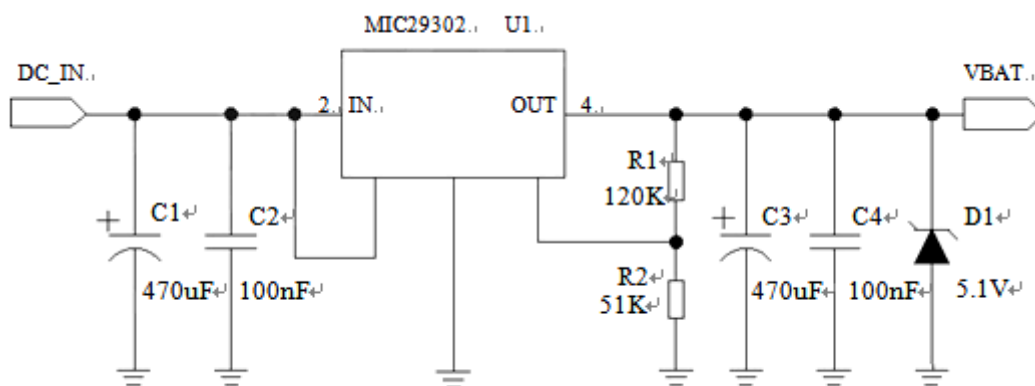 MIC29302. U1.
DC_IN.
VBAT.
2. IN.
OUT 4.
R1↵
120K↵
C1↵
C2↵
C3↵
C4↵
D1↵
R2↵
51K↵
470uF↵
100nF↵
470uF↵
100nF↵
5.1V↵